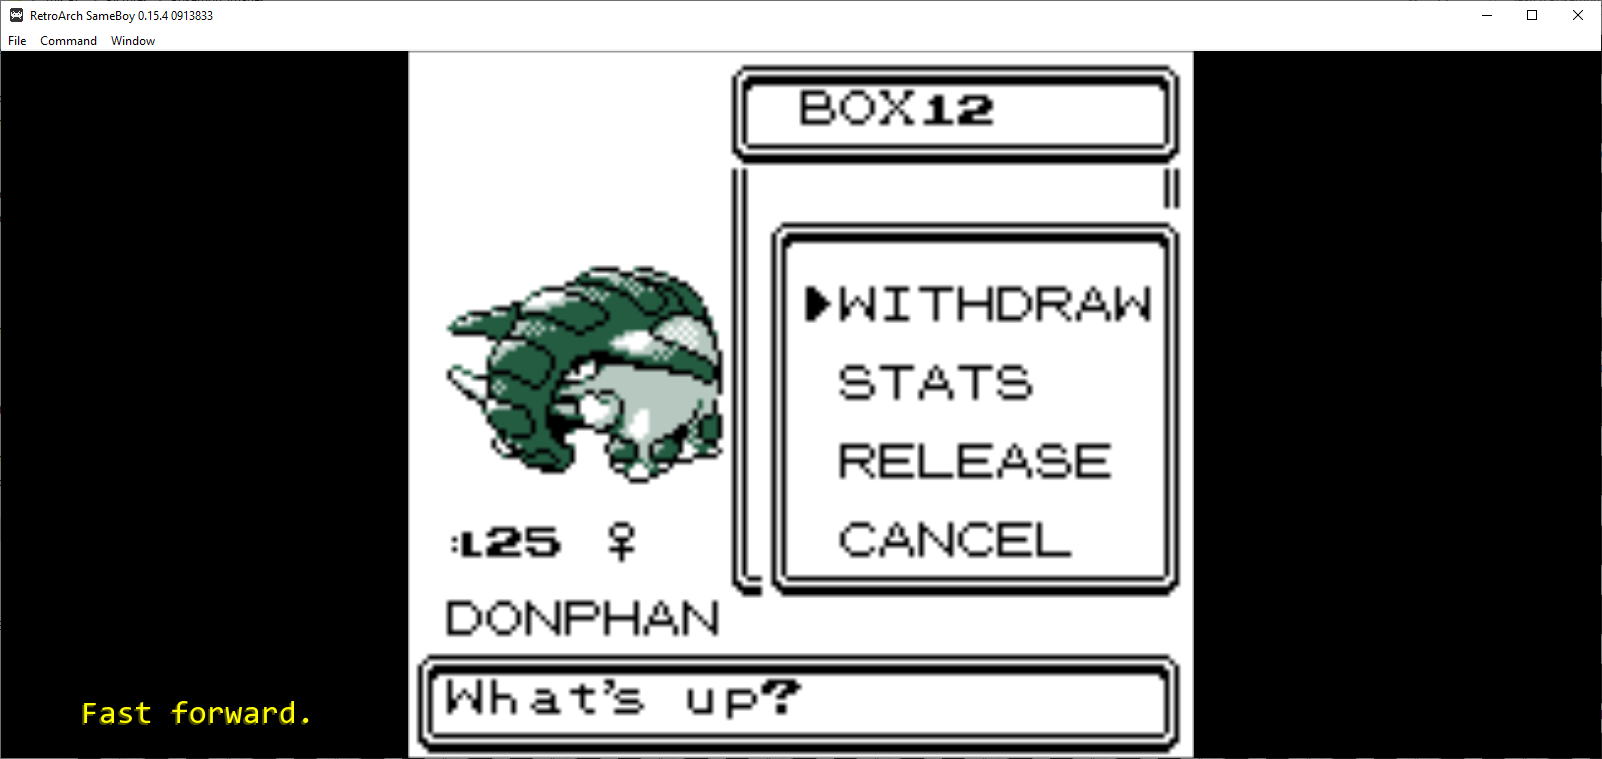 RetroArch SameBoy 0.15.4 0913833
File Command Window
BOX12
▶WITHDRAW
STATS
RELEASE
CANCEL
:L25 ♀
DONPHAN
What's up?
Fast forward.